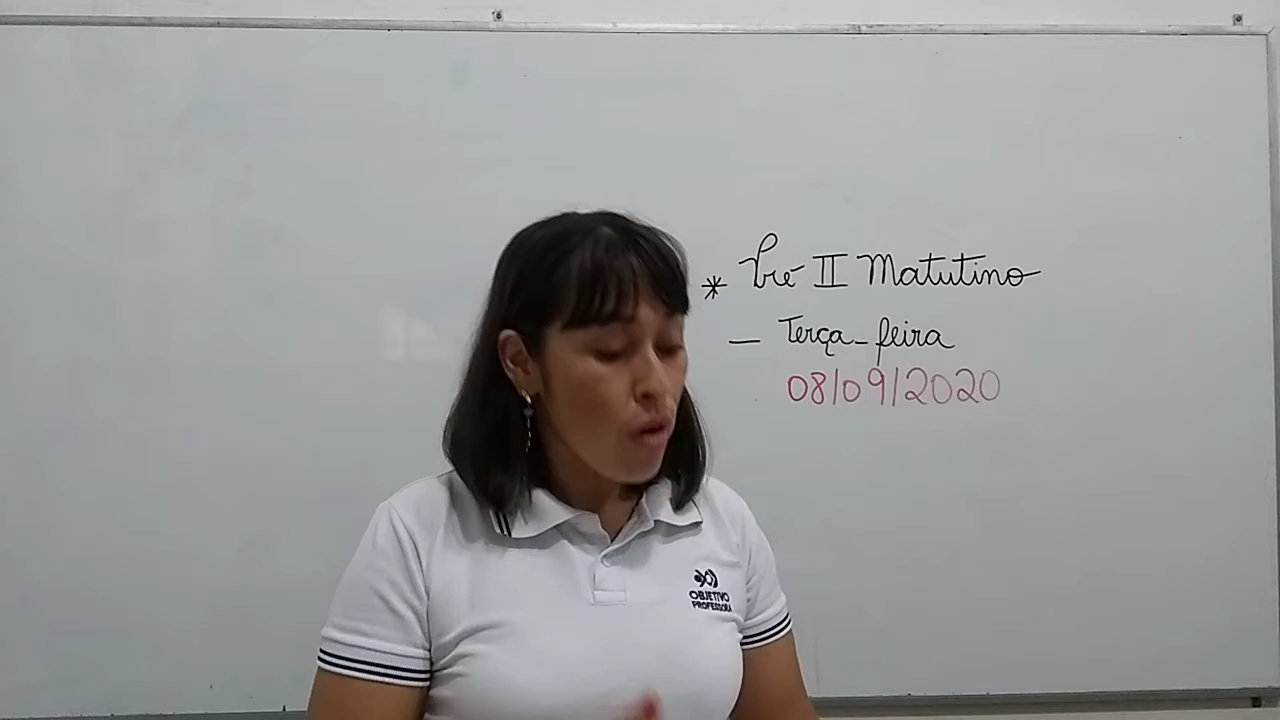 * Pré II Matutino
— Terça-feira
08/09/2020
OBJETIVO
PROFESSORA